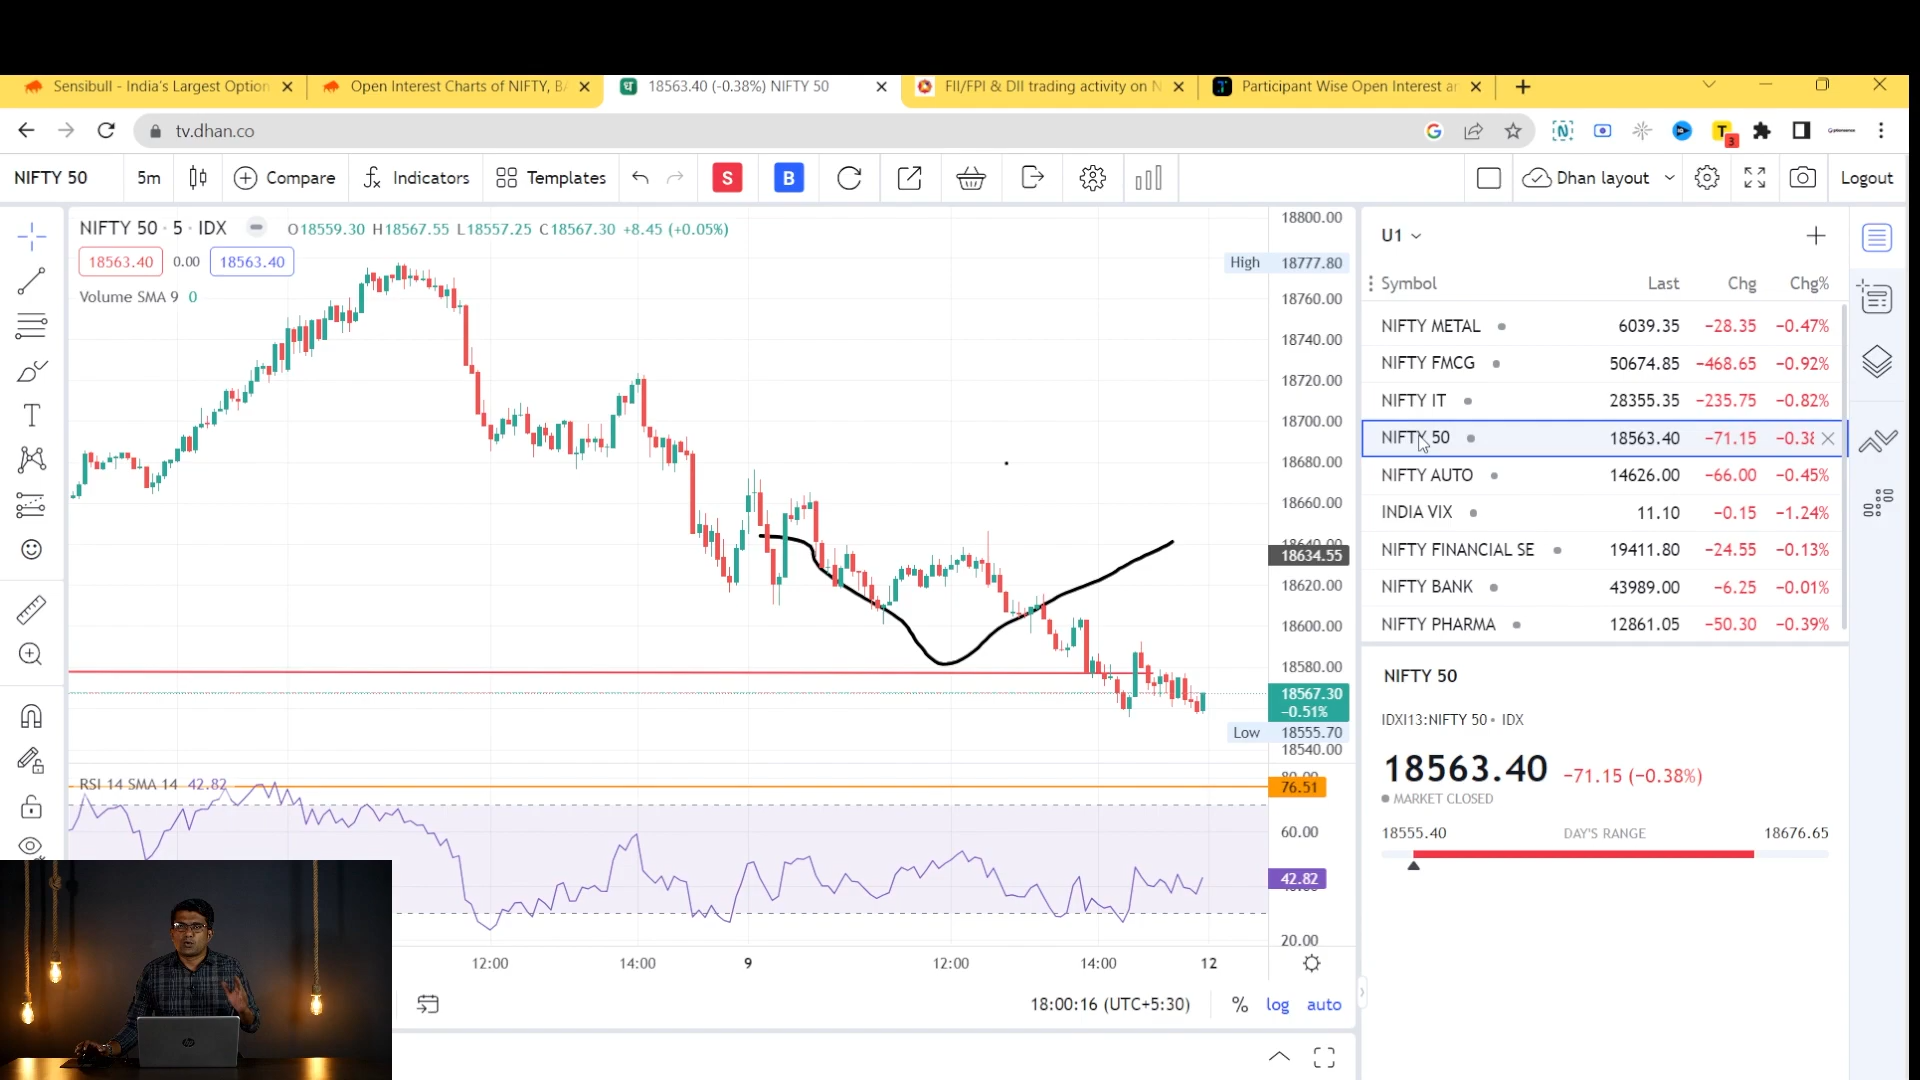 Sensibull - India's Largest Option
Open Interest Charts of NIFTY, BA
18563.40 (-0.38%) NIFTY 50
FII/FPI & DII trading activity on N
Participant Wise Open Interest an
tv.dhan.co
T
3
NIFTY 50
5m
Compare
Indicators
Templates
S
B
Dhan layout
Logout
NIFTY 50 · 5 · IDX
O18559.30 H18567.55 L18557.25 C18567.30 +8.45 (+0.05%)
18563.40 0.00 18563.40
Volume SMA 9 0
18800.00
High 18777.80
18760.00
18740.00
18720.00
18700.00
18680.00
18660.00
18640.00
18634.55
18620.00
18600.00
18580.00
18567.30
−0.51%
Low 18555.70
18540.00
RSI 14 SMA 14 42.82
80.00
76.51
60.00
42.82
20.00
12:00 14:00 9 12:00 14:00 12
18:00:16 (UTC+5:30) % log auto
U1
Symbol Last Chg Chg%
NIFTY METAL 6039.35 −28.35 −0.47%
NIFTY FMCG 50674.85 −468.65 −0.92%
NIFTY IT 28355.35 −235.75 −0.82%
NIFTY 50 18563.40 −71.15 −0.38
NIFTY AUTO 14626.00 −66.00 −0.45%
INDIA VIX 11.10 −0.15 −1.24%
NIFTY FINANCIAL SE 19411.80 −24.55 −0.13%
NIFTY BANK 43989.00 −6.25 −0.01%
NIFTY PHARMA 12861.05 −50.30 −0.39%
NIFTY 50
IDXI13:NIFTY 50 • IDX
18563.40 −71.15 (−0.38%)
MARKET CLOSED
18555.40 DAY'S RANGE 18676.65